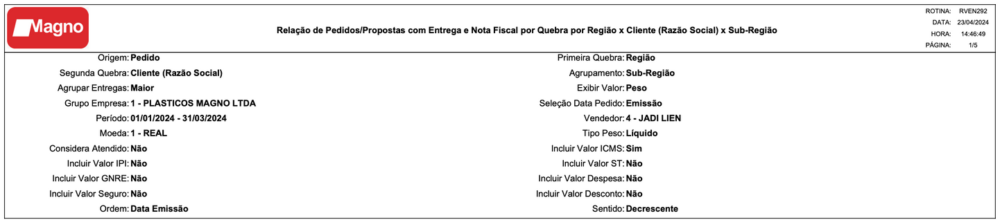 Magno
Relação de Pedidos/Propostas com Entrega e Nota Fiscal por Quebra por Região x Cliente (Razão Social) x Sub-Região
ROTINA: RVEN292
DATA: 23/04/2024
HORA: 14:46:49
PÁGINA: 1/5
Origem: Pedido Primeira Quebra: Região
Segunda Quebra: Cliente (Razão Social) Agrupamento: Sub-Região
Agrupar Entregas: Maior Exibir Valor: Peso
Grupo Empresa: 1 - PLASTICOS MAGNO LTDA Seleção Data Pedido: Emissão
Período: 01/01/2024 - 31/03/2024 Vendedor: 4 - JADI LIEN
Moeda: 1 - REAL Tipo Peso: Líquido
Considera Atendido: Não Incluir Valor ICMS: Sim
Incluir Valor IPI: Não Incluir Valor ST: Não
Incluir Valor GNRE: Não Incluir Valor Despesa: Não
Incluir Valor Seguro: Não Incluir Valor Desconto: Não
Ordem: Data Emissão Sentido: Decrescente